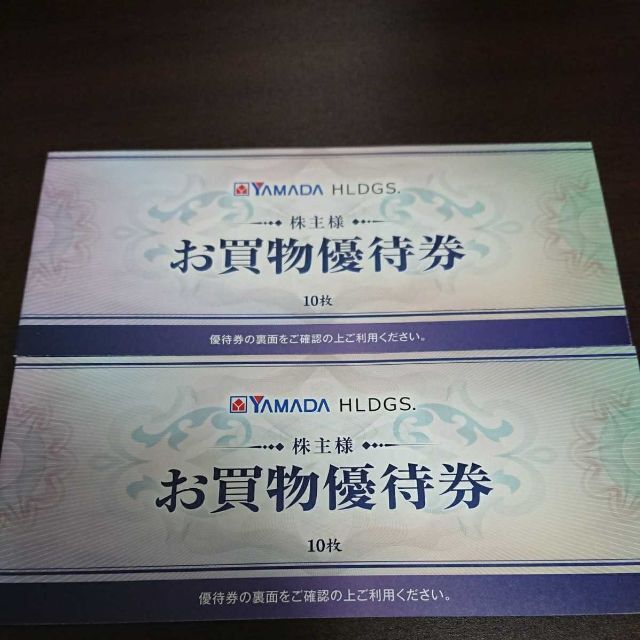 YAMADA HLDGS.
株主様
お買物優待券
10枚
優待券の裏面をご確認の上ご利用ください。
YAMADA HLDGS.
株主様
お買物優待券
10枚
優待券の裏面をご確認の上ご利用ください。